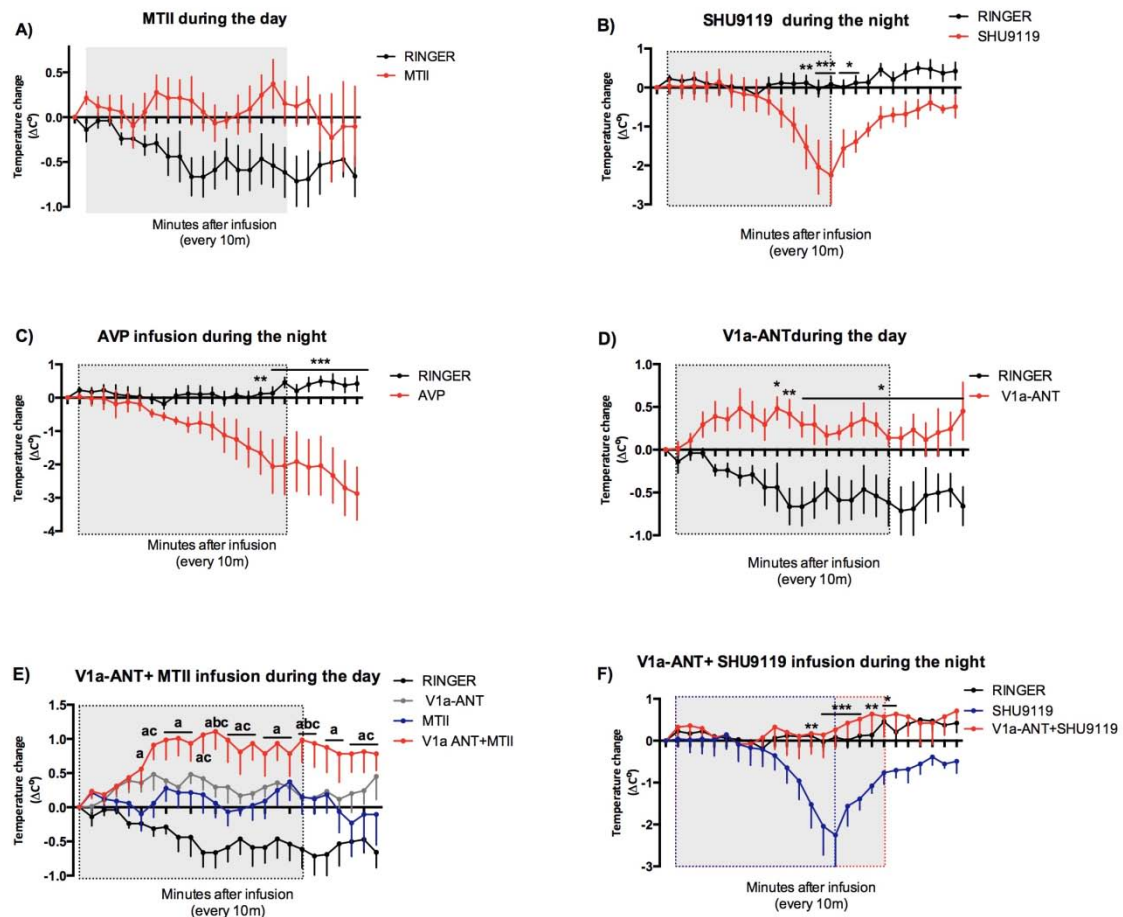 A)
MTII during the day
RINGER
MTII
0.5
0.0
-0.5
-1.0
Temperature change
(ΔCº)
Minutes after infusion
(every 10m)
B)
SHU9119 during the night
RINGER
SHU9119
** *** *
1
0
-1
-2
-3
Temperature change
(ΔCº)
Minutes after infusion
(every 10m)
C)
AVP infusion during the night
RINGER
AVP
** ***
1
0
-1
-2
-3
-4
Temperature change
(ΔCº)
Minutes after infusion
(every 10m)
D)
V1a-ANTduring the day
RINGER
V1a-ANT
* ** *
1.0
0.5
0.0
-0.5
-1.0
Temperature change
(ΔCº)
Minutes after infusion
(every 10m)
E)
V1a-ANT+ MTII infusion during the day
RINGER
V1a-ANT
MTII
V1a ANT+MTII
a ac a ac abc ac a abc a ac
1.5
1.0
0.5
0.0
-0.5
-1.0
Temperature change
(ΔCº)
Minutes after infusion
(every 10m)
F)
V1a-ANT+ SHU9119 infusion during the night
RINGER
SHU9119
V1a-ANT+SHU9119
** *** ** *
1
0
-1
-2
-3
Temperature change
(ΔCº)
Minutes after infusion
(every 10m)